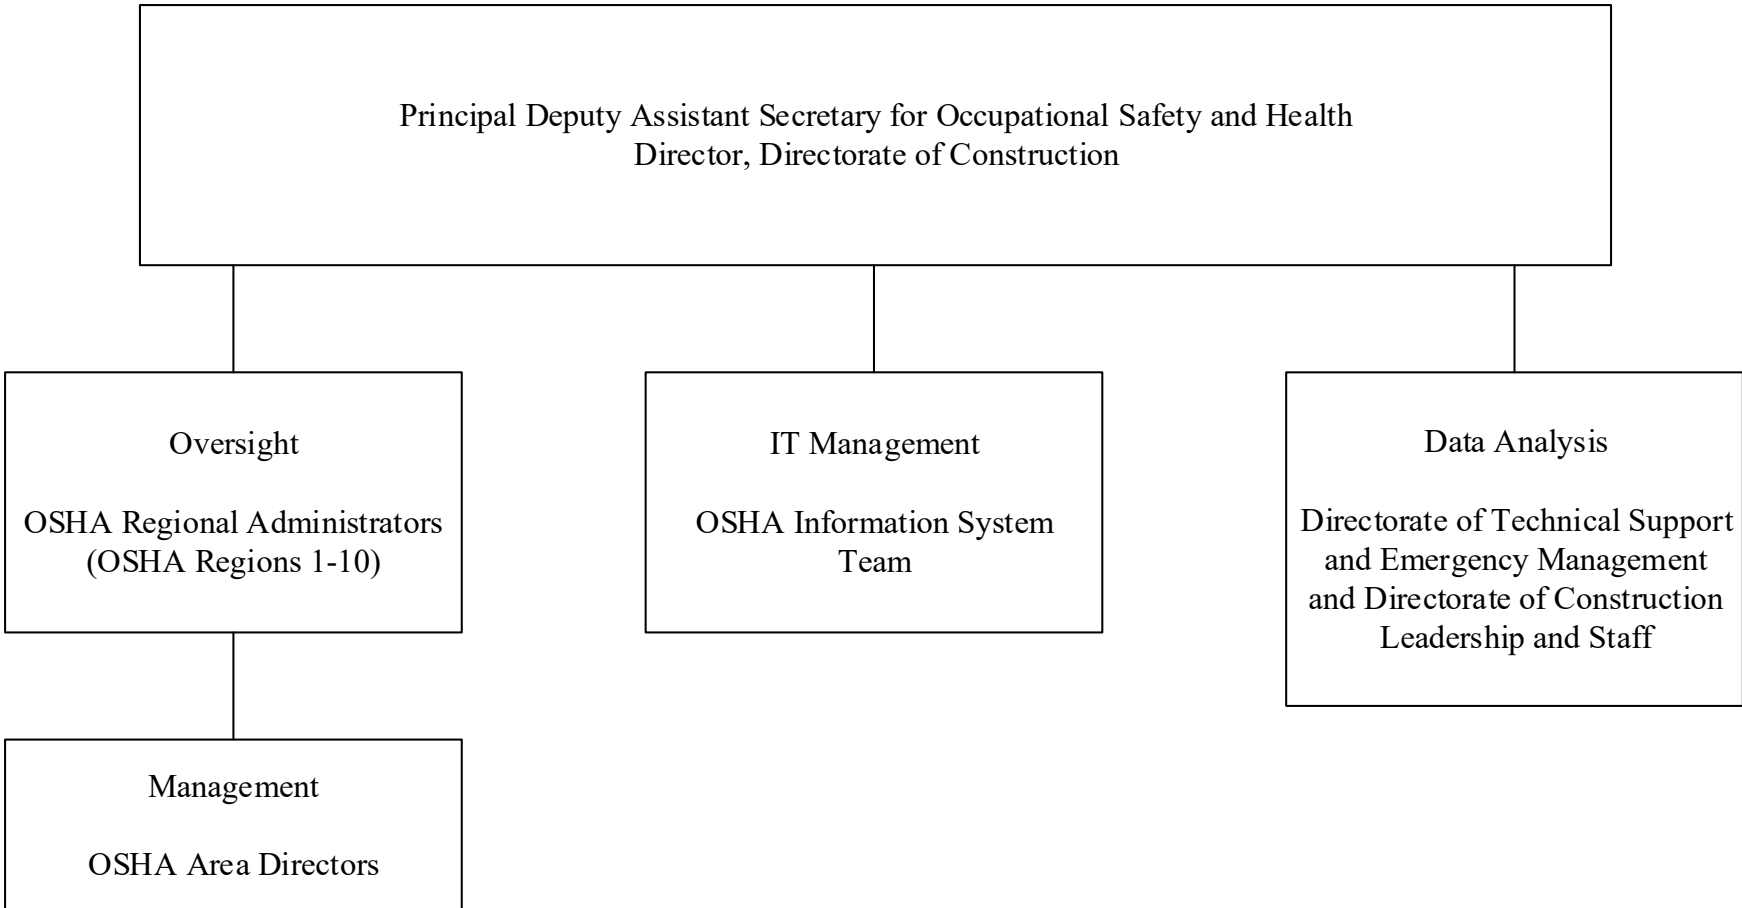 Principal Deputy Assistant Secretary for Occupational Safety and Health
Director, Directorate of Construction
Oversight
OSHA Regional Administrators
(OSHA Regions 1-10)
IT Management
OSHA Information System
Team
Data Analysis
Directorate of Technical Support
and Emergency Management
and Directorate of Construction
Leadership and Staff
Management
OSHA Area Directors